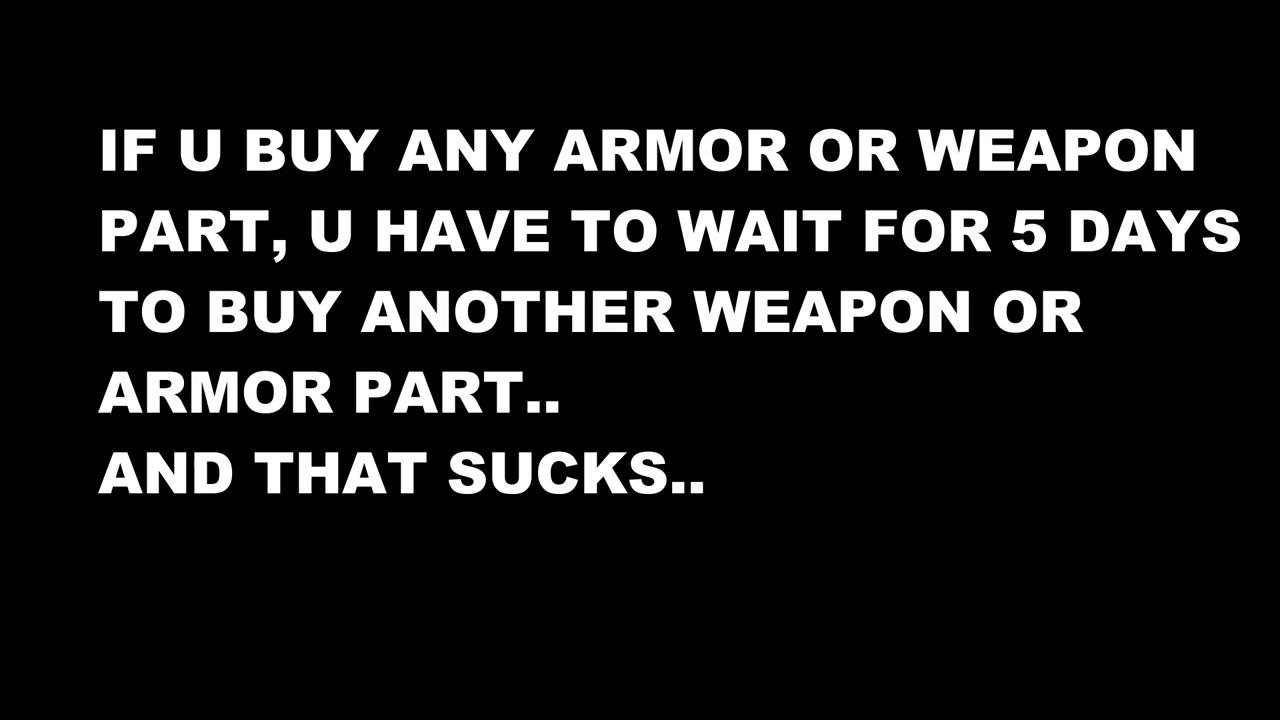 IF U BUY ANY ARMOR OR WEAPON
PART, U HAVE TO WAIT FOR 5 DAYS
TO BUY ANOTHER WEAPON OR
ARMOR PART..
AND THAT SUCKS..